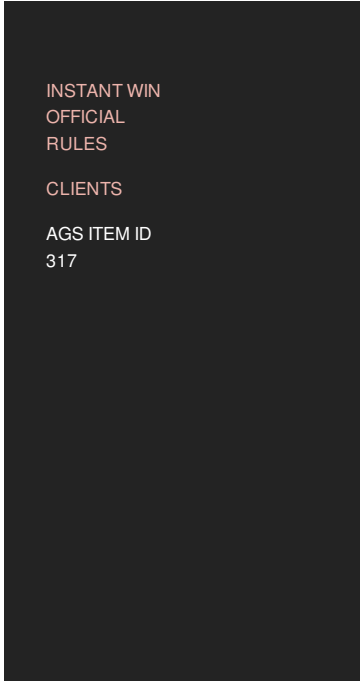 INSTANT WIN
OFFICIAL
RULES
CLIENTS
AGS ITEM ID
317